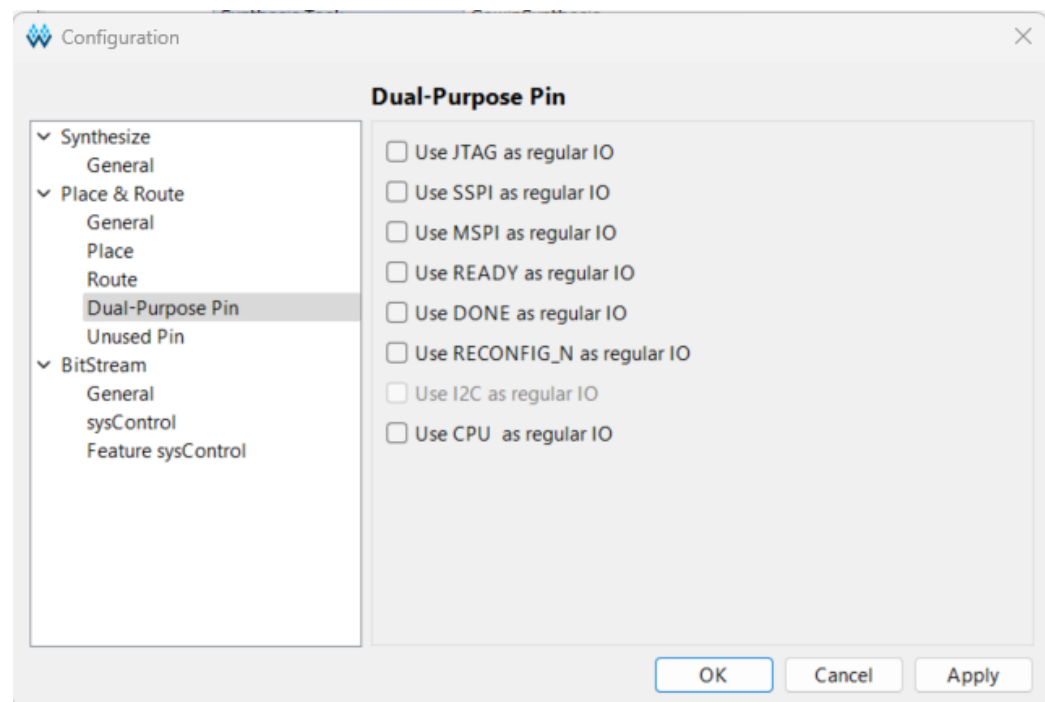 Configuration
Dual-Purpose Pin
Synthesize
General
Place & Route
General
Place
Route
Dual-Purpose Pin
Unused Pin
BitStream
General
sysControl
Feature sysControl
Use JTAG as regular IO
Use SSPI as regular IO
Use MSPI as regular IO
Use READY as regular IO
Use DONE as regular IO
Use RECONFIG_N as regular IO
Use I2C as regular IO
Use CPU  as regular IO
OK
Cancel
Apply